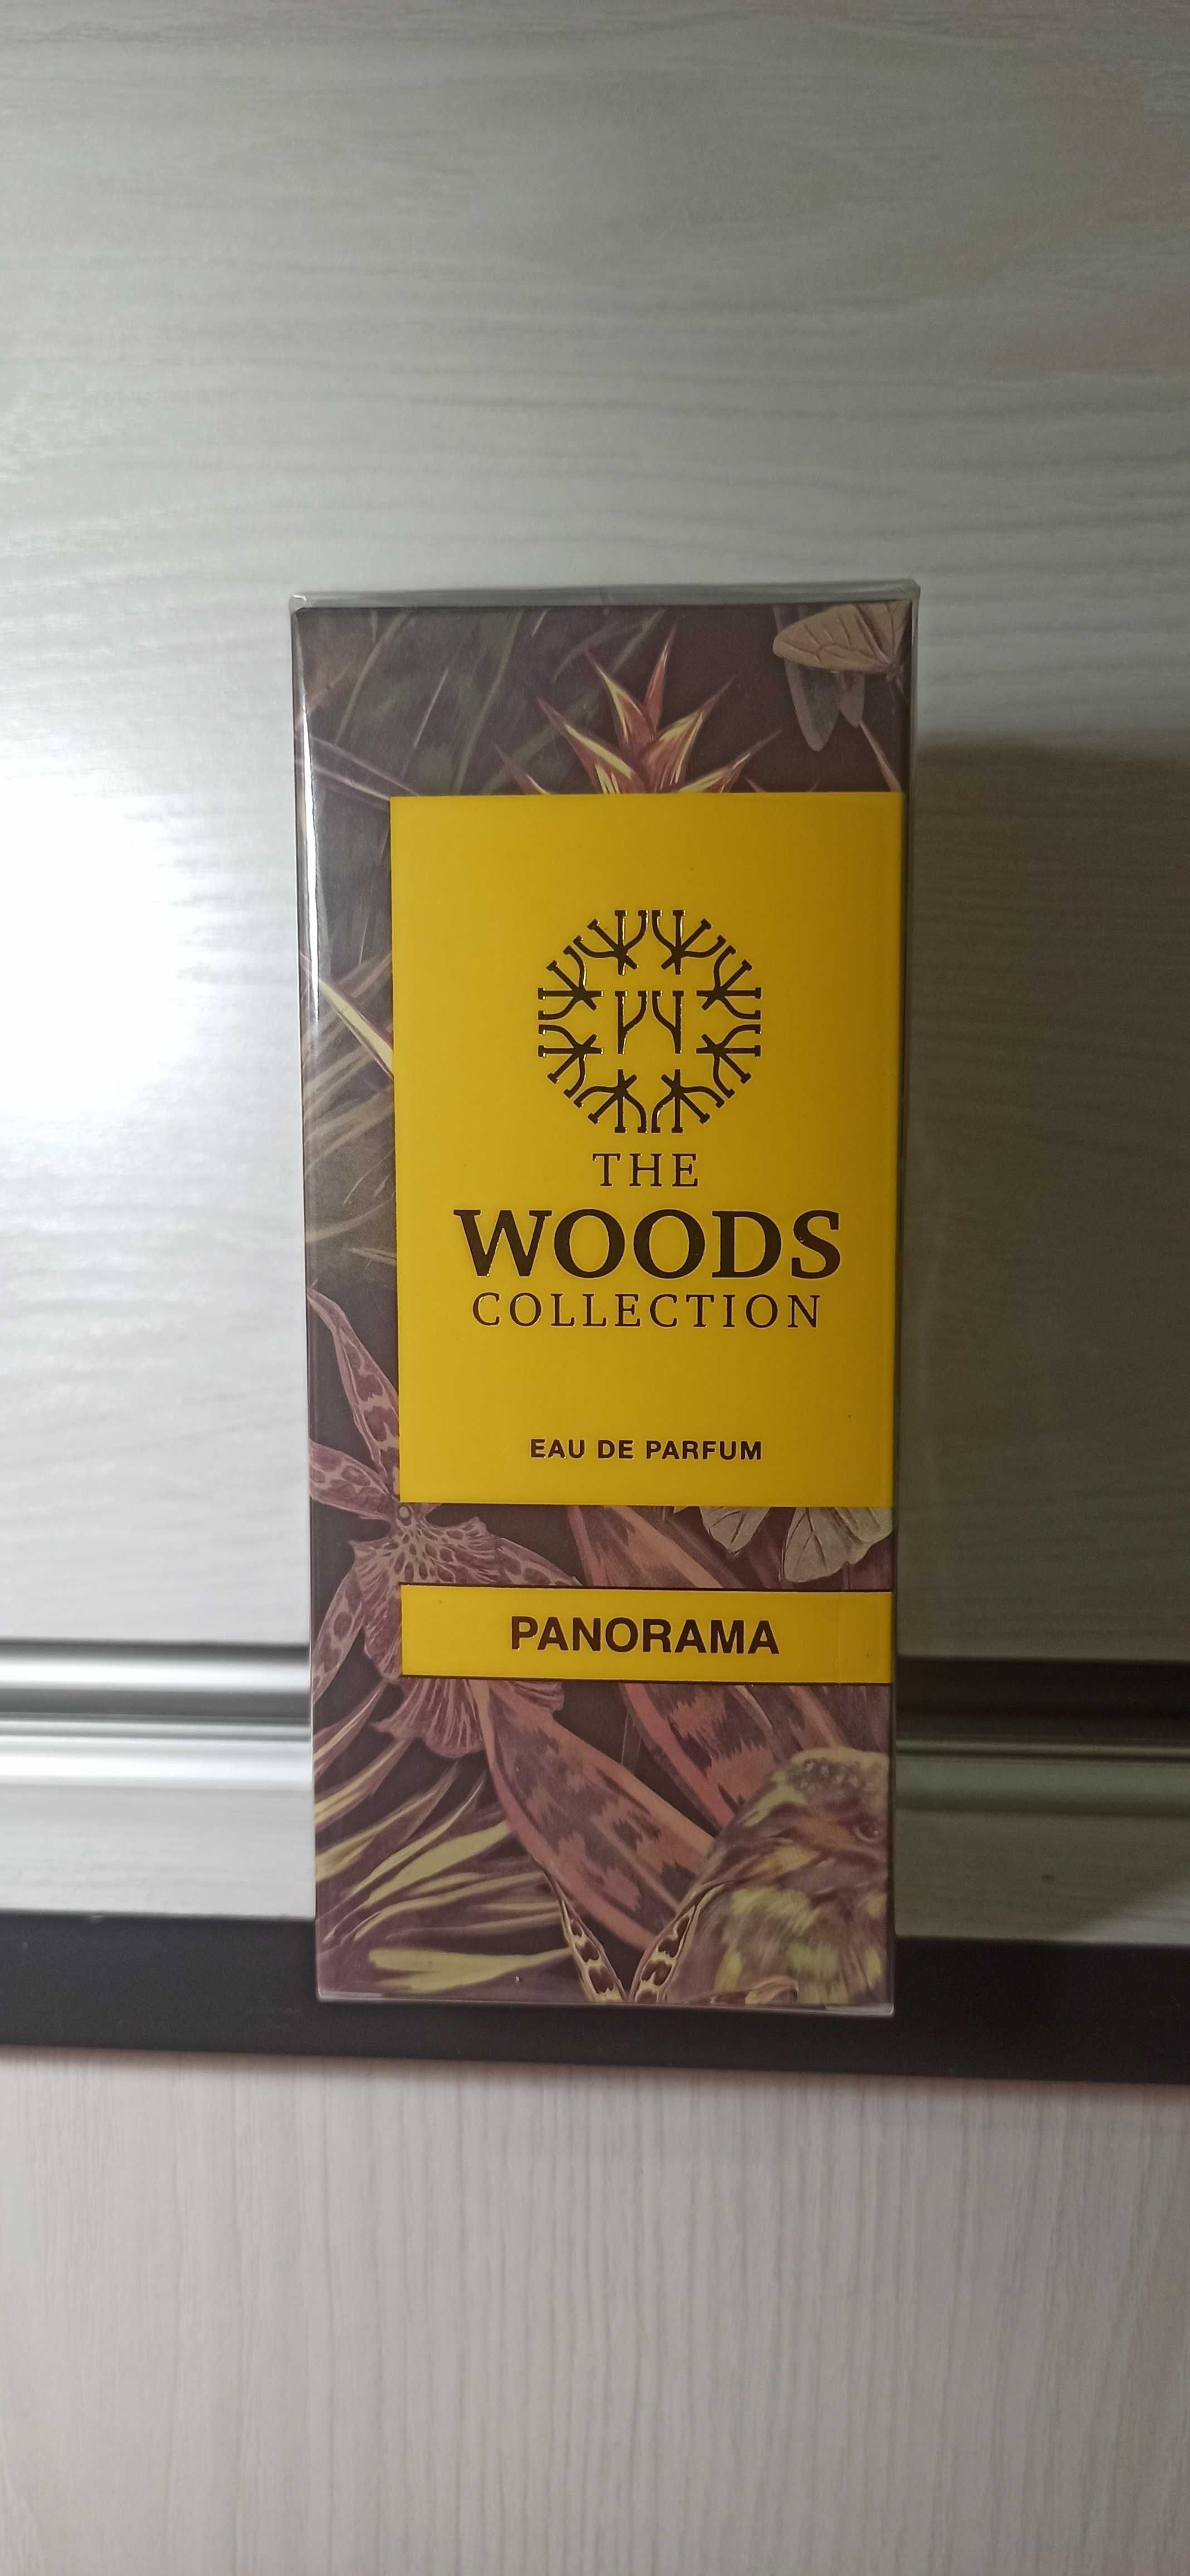 THE
WOODS
COLLECTION
EAU DE PARFUM
PANORAMA